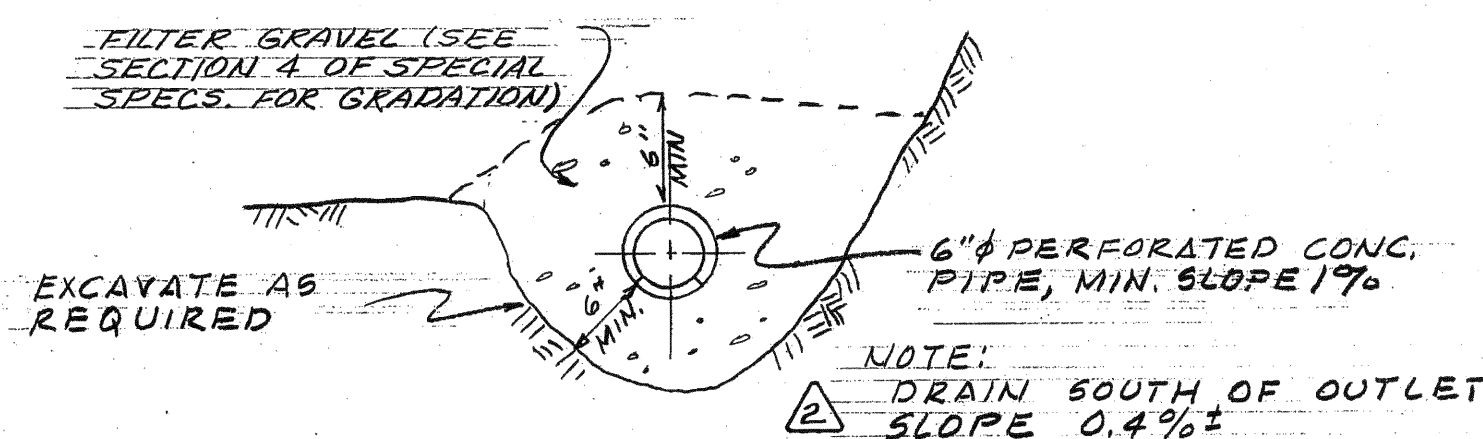 FILTER GRAVEL (SEE
SECTION 4 OF SPECIAL
SPECS. FOR GRADATION)
6"
MIN
6"
MIN.
6"ϕ PERFORATED CONC.
PIPE, MIN. SLOPE 1%
EXCAVATE AS
REQUIRED
NOTE:
2 DRAIN SOUTH OF OUTLET
SLOPE 0.4%±